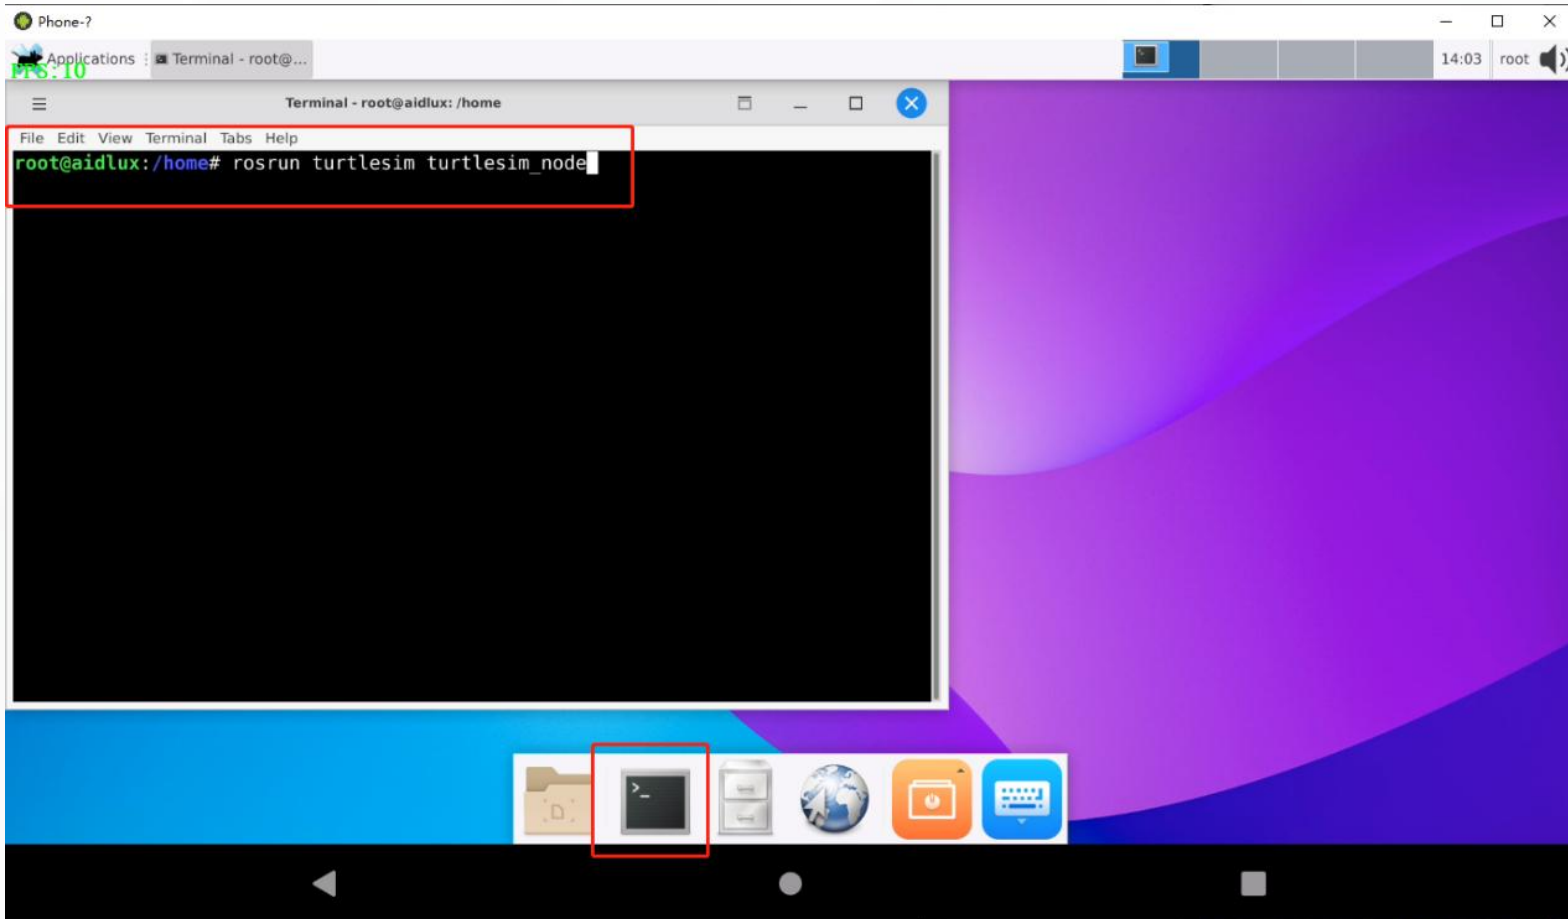 Phone-?
Applications
Terminal - root@...
14:03
root
FPS:10
Terminal - root@aidlux: /home
File Edit View Terminal Tabs Help
root@aidlux:/home# rosrun turtlesim turtlesim_node
>_